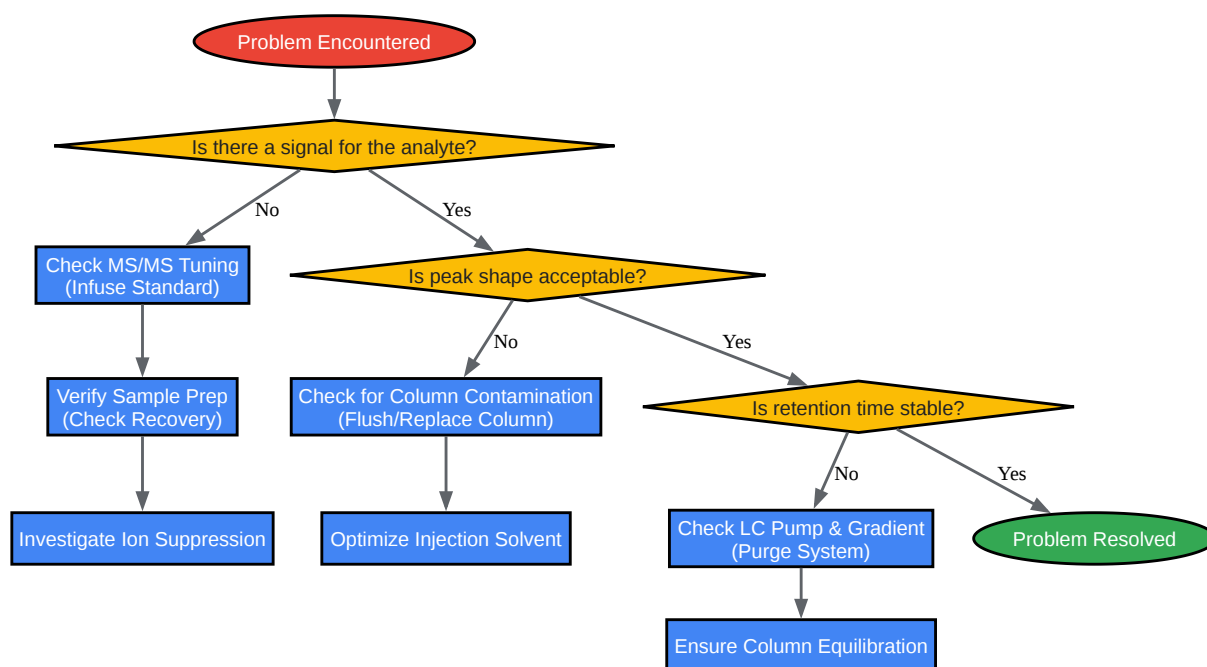 Problem Encountered
Is there a signal for the analyte?
No
Yes
Check MS/MS Tuning
(Infuse Standard)
Is peak shape acceptable?
No
Yes
Verify Sample Prep
(Check Recovery)
Check for Column Contamination
(Flush/Replace Column)
Is retention time stable?
No
Yes
Investigate Ion Suppression
Optimize Injection Solvent
Check LC Pump & Gradient
(Purge System)
Problem Resolved
Ensure Column Equilibration